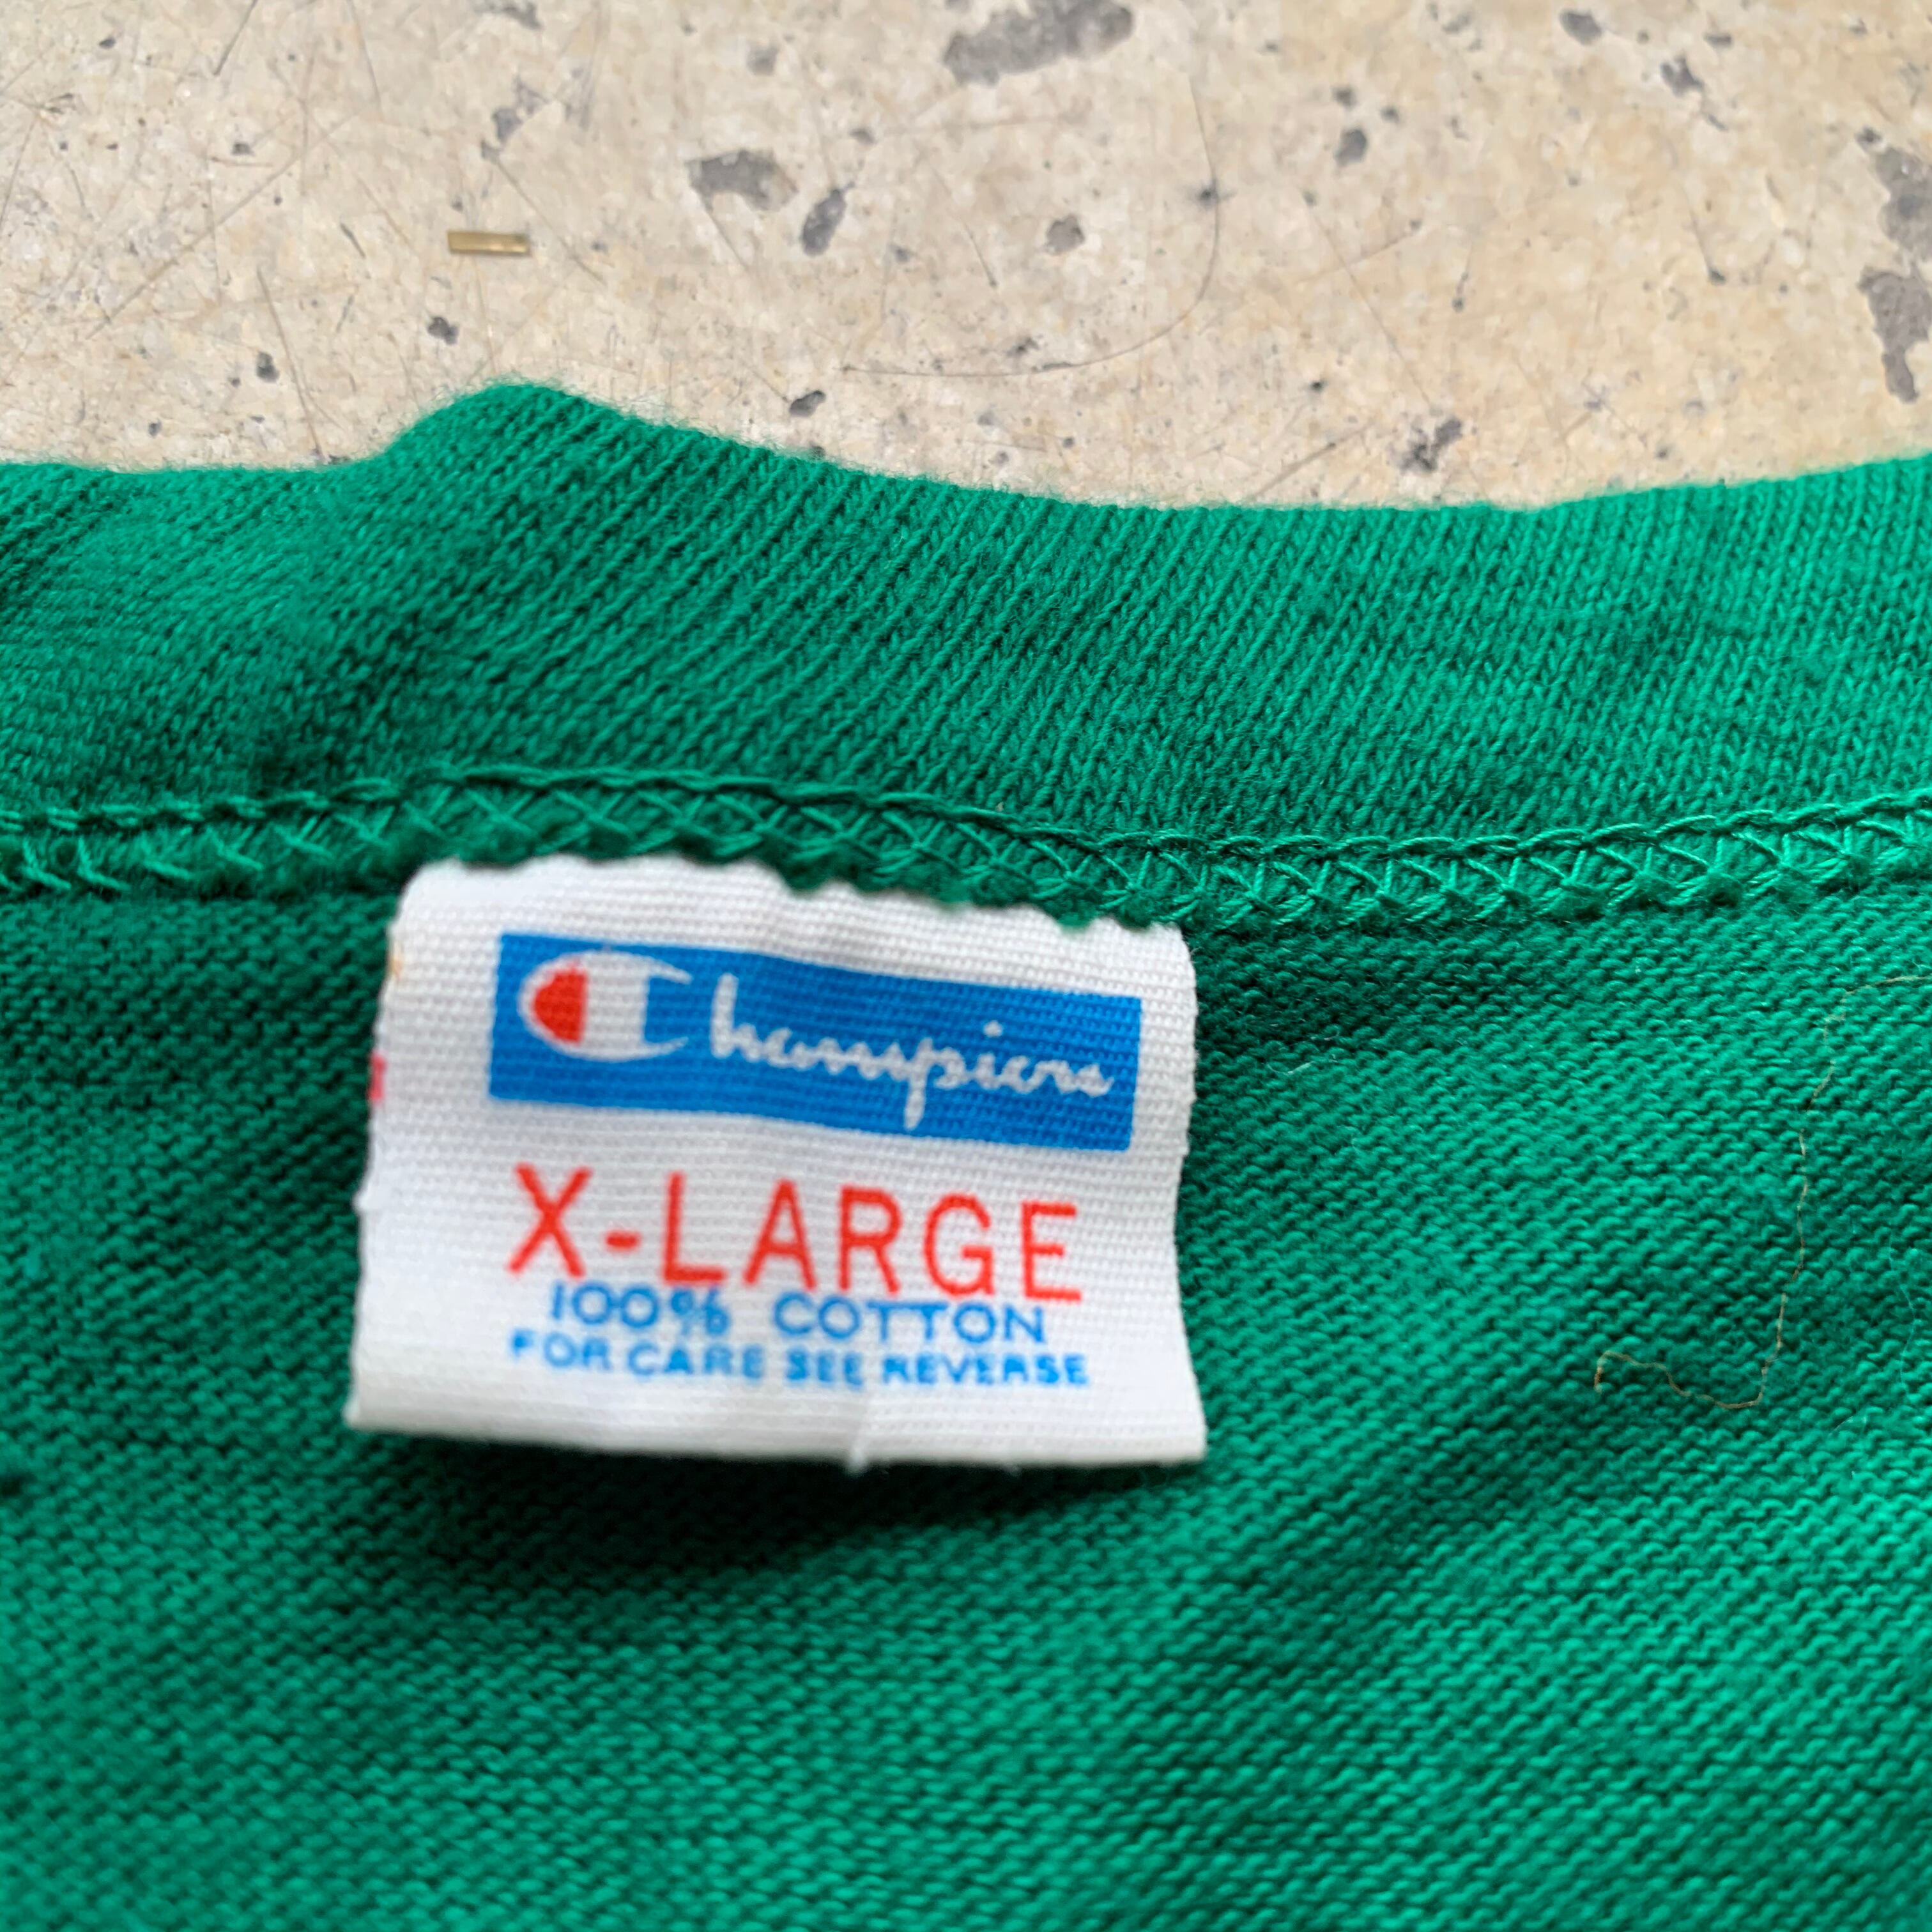 Champion
X-LARGE
100% COTTON
FOR CARE SEE REVERSE